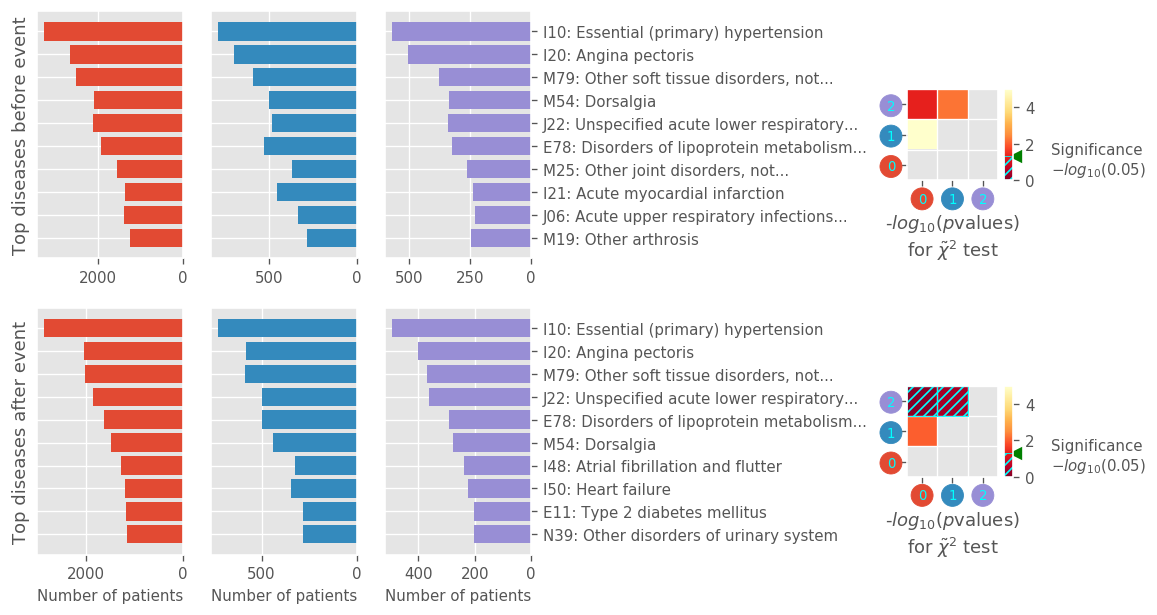 Top diseases before event
I10: Essential (primary) hypertension
I20: Angina pectoris
M79: Other soft tissue disorders, not...
M54: Dorsalgia
J22: Unspecified acute lower respiratory...
E78: Disorders of lipoprotein metabolism...
M25: Other joint disorders, not...
I21: Acute myocardial infarction
J06: Acute upper respiratory infections...
M19: Other arthrosis
2000 0
500 0
500 250 0
2
1
0
0 1 2
4
2
0
Significance
−log₁₀(0.05)
-log₁₀(pvalues)
for χ̃² test
Top diseases after event
I10: Essential (primary) hypertension
I20: Angina pectoris
M79: Other soft tissue disorders, not...
J22: Unspecified acute lower respiratory...
E78: Disorders of lipoprotein metabolism...
M54: Dorsalgia
I48: Atrial fibrillation and flutter
I50: Heart failure
E11: Type 2 diabetes mellitus
N39: Other disorders of urinary system
2000 0
500 0
400 200 0
Number of patients
Number of patients
Number of patients
2
1
0
0 1 2
4
2
0
Significance
−log₁₀(0.05)
-log₁₀(pvalues)
for χ̃² test